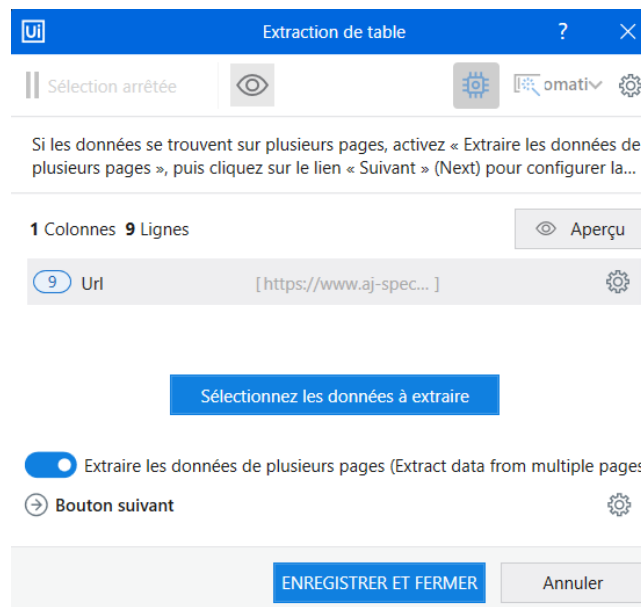 Ui Extraction de table ?
Sélection arrêtée omati
Si les données se trouvent sur plusieurs pages, activez « Extraire les données de
plusieurs pages », puis cliquez sur le lien « Suivant » (Next) pour configurer la...
1 Colonnes 9 Lignes Aperçu
9 Url [https://www.aj-spec... ]
Sélectionnez les données à extraire
Extraire les données de plusieurs pages (Extract data from multiple pages
Bouton suivant
ENREGISTRER ET FERMER Annuler